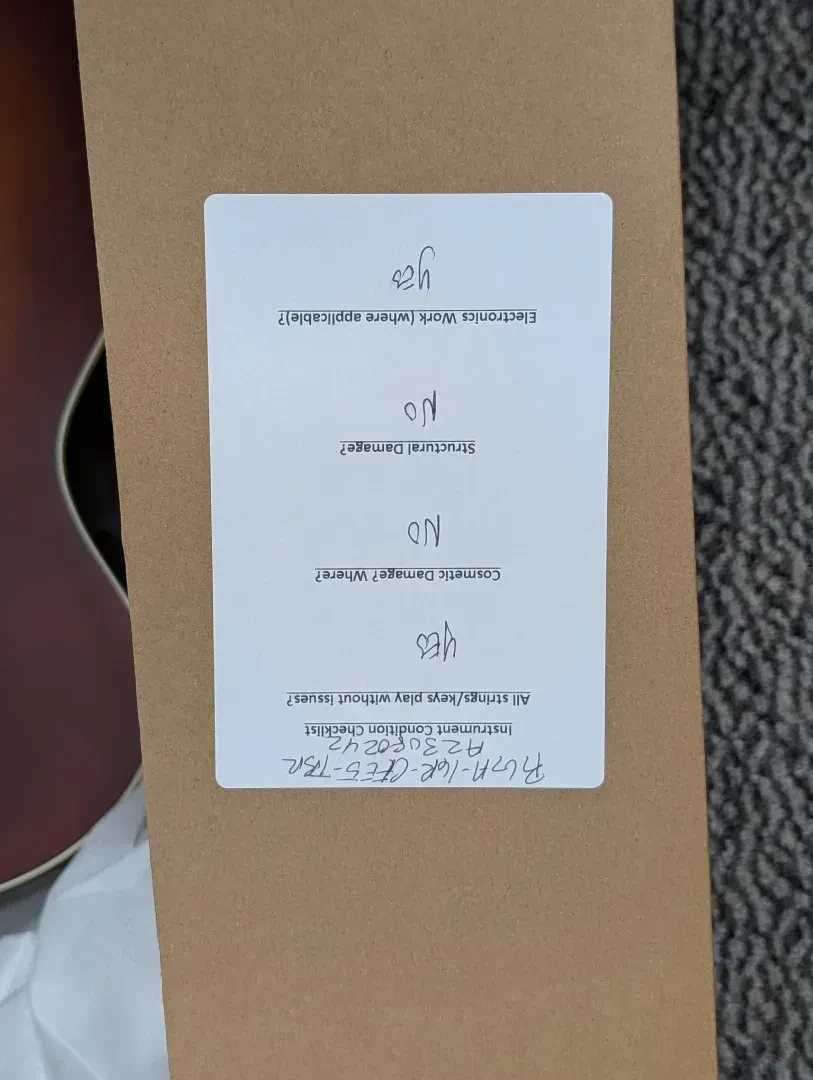 A23080242
Instrument Condition Checklist
All strings/keys play without issues?
YES
Cosmetic Damage? Where?
NO
Structural Damage?
NO
Electronics Work (where applicable)?
YES